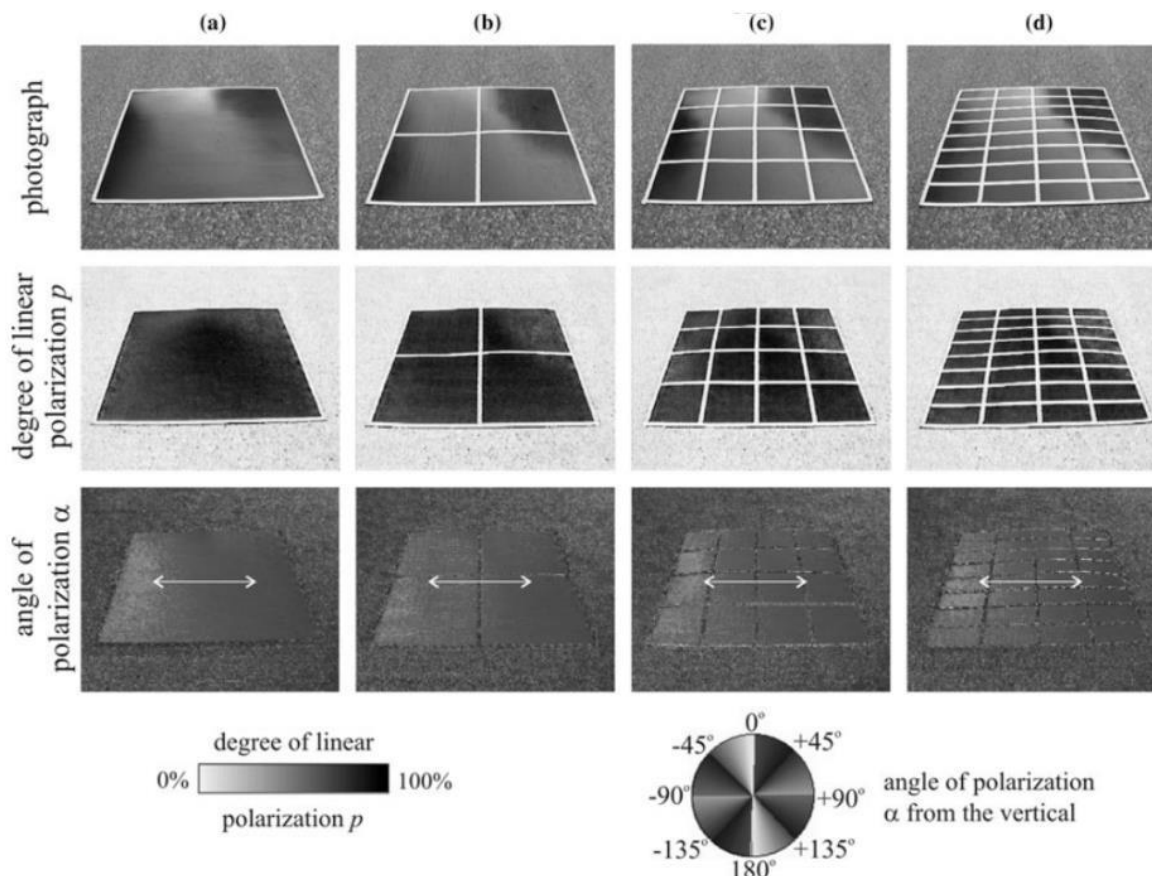 (a) (b) (c) (d)
photograph
degree of linear
polarization p
angle of
polarization α
degree of linear
0% 100%
polarization p
0°
-45° +45°
-90° +90°
-135° +135°
180°
angle of polarization
α from the vertical